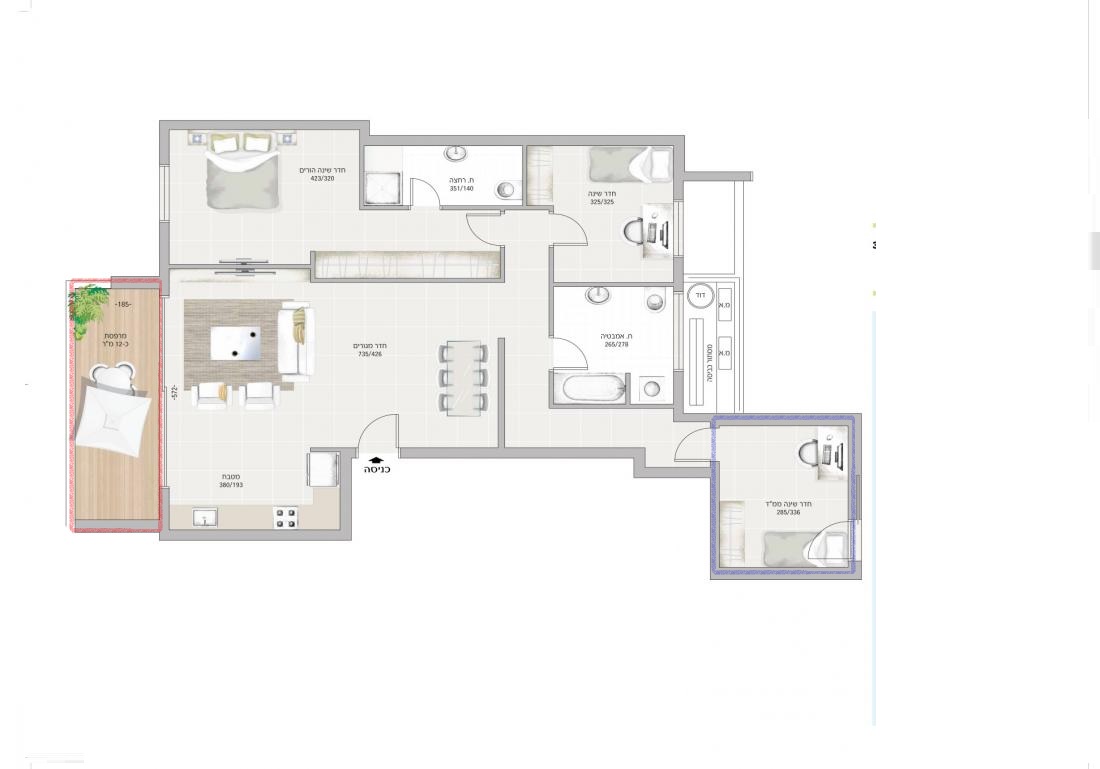 חדר שינה הורים
423/320
ח. רחצה
351/140
חדר שינה
325/325
-185-
מרפסת
כ-12 מ"ר
-572-
חדר מגורים
735/426
ח. אמבטיה
265/278
דוד
מ.א
מ.א
מסתור כביסה
מטבח
380/193
כניסה
חדר שינה ממ"ד
285/336